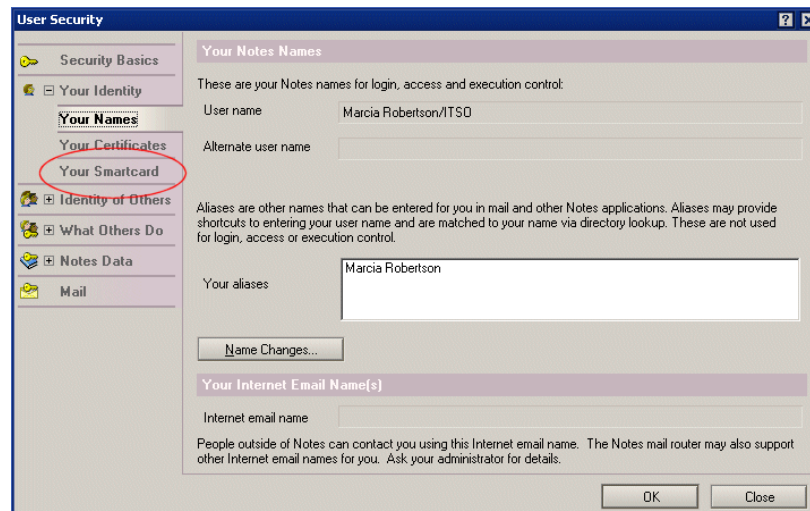 User Security
Security Basics
Your Identity
Your Names
Your Certificates
Your Smartcard
Identity of Others
What Others Do
Notes Data
Mail
Your Notes Names
These are your Notes names for login, access and execution control:
User name
Marcia Robertson/ITSO
Alternate user name
Aliases are other names that can be entered for you in mail and other Notes applications. Aliases may provide
shortcuts to entering your user name and are matched to your name via directory lookup. These are not used
for login, access or execution control.
Your aliases
Marcia Robertson
Name Changes...
Your Internet Email Name(s)
Internet email name
People outside of Notes can contact you using this Internet email name. The Notes mail router may also support
other Internet email names for you. Ask your administrator for details.
OK
Close